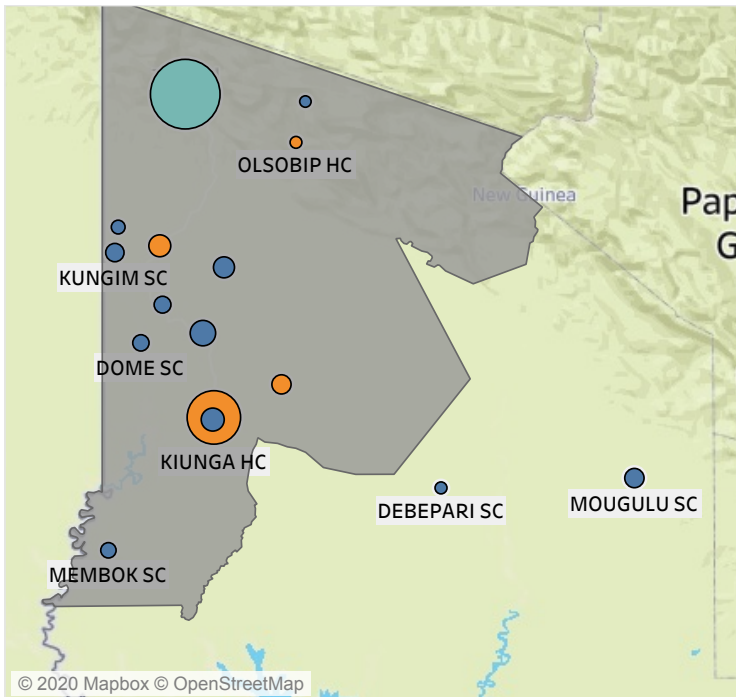 OLSOBIP HC
New Guinea
Pap
G
KUNGIM SC
DOME SC
KIUNGA HC
DEBEPARI SC
MOUGULU SC
MEMBOK SC
© 2020 Mapbox © OpenStreetMap